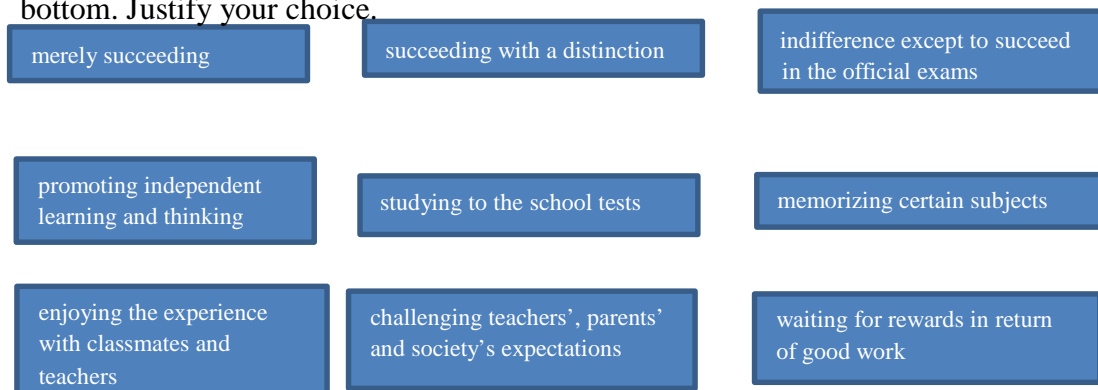 bottom. Justify your choice.
merely succeeding
succeeding with a distinction
indifference except to succeed
in the official exams
promoting independent
learning and thinking
studying to the school tests
memorizing certain subjects
enjoying the experience
with classmates and
teachers
challenging teachers’, parents’
and society’s expectations
waiting for rewards in return
of good work